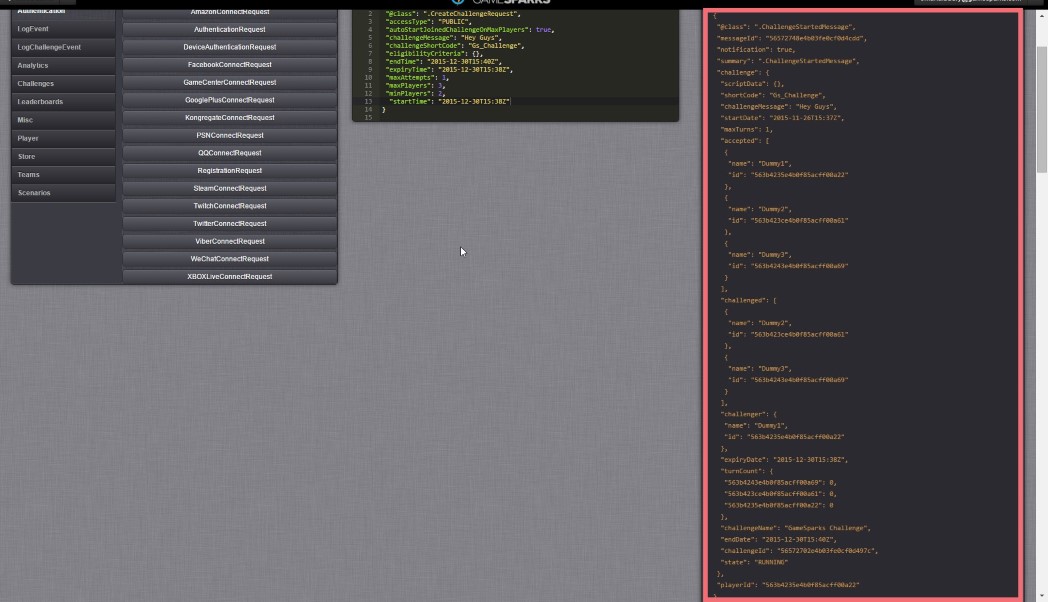 GAMESPARKS
Authentication
LogEvent
LogChallengeEvent
Analytics
Challenges
Leaderboards
Misc
Player
Store
Teams
Scenarios
AmazonConnectRequest
AuthenticationRequest
DeviceAuthenticationRequest
FacebookConnectRequest
GameCenterConnectRequest
GooglePlusConnectRequest
KongregateConnectRequest
PSNConnectRequest
QQConnectRequest
RegistrationRequest
SteamConnectRequest
TwitchConnectRequest
TwitterConnectRequest
ViberConnectRequest
WeChatConnectRequest
XBOXLiveConnectRequest
2 "@class": ".CreateChallengeRequest",
3 "accessType": "PUBLIC",
4 "autoStartJoinedChallengeOnMaxPlayers": true,
5 "challengeMessage": "Hey Guys",
6 "challengeShortCode": "Gs_Challenge",
7 "eligibilityCriteria": {},
8 "endTime": "2015-12-30T15:40Z",
9 "expiryTime": "2015-12-30T15:38Z",
10 "maxAttempts": 1,
11 "maxPlayers": 3,
12 "minPlayers": 2,
13 "startTime": "2015-12-30T15:38Z"
14 }
15
{
"@class": ".ChallengeStartedMessage",
"messageId": "56572748e4b03fe0cf0d4cdd",
"notification": true,
"summary": ".ChallengeStartedMessage",
"challenge": {
"scriptData": {},
"shortCode": "Gs_Challenge",
"challengeMessage": "Hey Guys",
"startDate": "2015-11-26T15:37Z",
"maxTurns": 1,
"accepted": [
{
"name": "Dummy1",
"id": "563b4235e4b0f85acff00a22"
},
{
"name": "Dummy2",
"id": "563b423ce4b0f85acff00a61"
},
{
"name": "Dummy3",
"id": "563b4243e4b0f85acff00a69"
}
],
"challenged": [
{
"name": "Dummy2",
"id": "563b423ce4b0f85acff00a61"
},
{
"name": "Dummy3",
"id": "563b4243e4b0f85acff00a69"
}
],
"challenger": {
"name": "Dummy1",
"id": "563b4235e4b0f85acff00a22"
},
"expiryDate": "2015-12-30T15:38Z",
"turnCount": {
"563b4243e4b0f85acff00a69": 0,
"563b423ce4b0f85acff00a61": 0,
"563b4235e4b0f85acff00a22": 0
},
"challengeName": "GameSparks Challenge",
"endDate": "2015-12-30T15:40Z",
"challengeId": "56572702e4b03fe0cf0d497c",
"state": "RUNNING"
},
"playerId": "563b4235e4b0f85acff00a22"
}